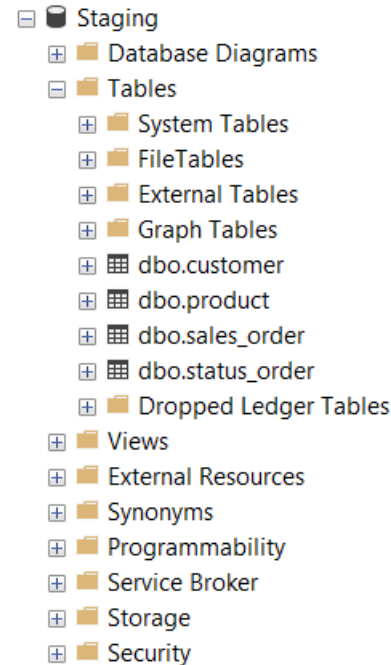 Staging
Database Diagrams
Tables
System Tables
FileTables
External Tables
Graph Tables
dbo.customer
dbo.product
dbo.sales_order
dbo.status_order
Dropped Ledger Tables
Views
External Resources
Synonyms
Programmability
Service Broker
Storage
Security